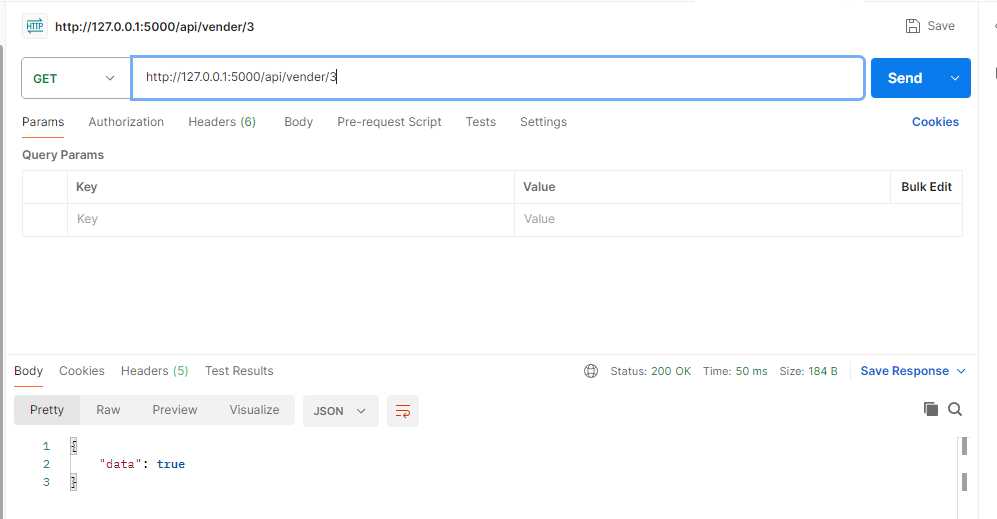 HTTP http://127.0.0.1:5000/api/vender/3 Save
GET http://127.0.0.1:5000/api/vender/3 Send
Params Authorization Headers (6) Body Pre-request Script Tests Settings Cookies
Query Params
Key Value Bulk Edit
Key Value
Body Cookies Headers (5) Test Results Status: 200 OK Time: 50 ms Size: 184 B Save Response
Pretty Raw Preview Visualize JSON
1 {
2 "data": true
3 }